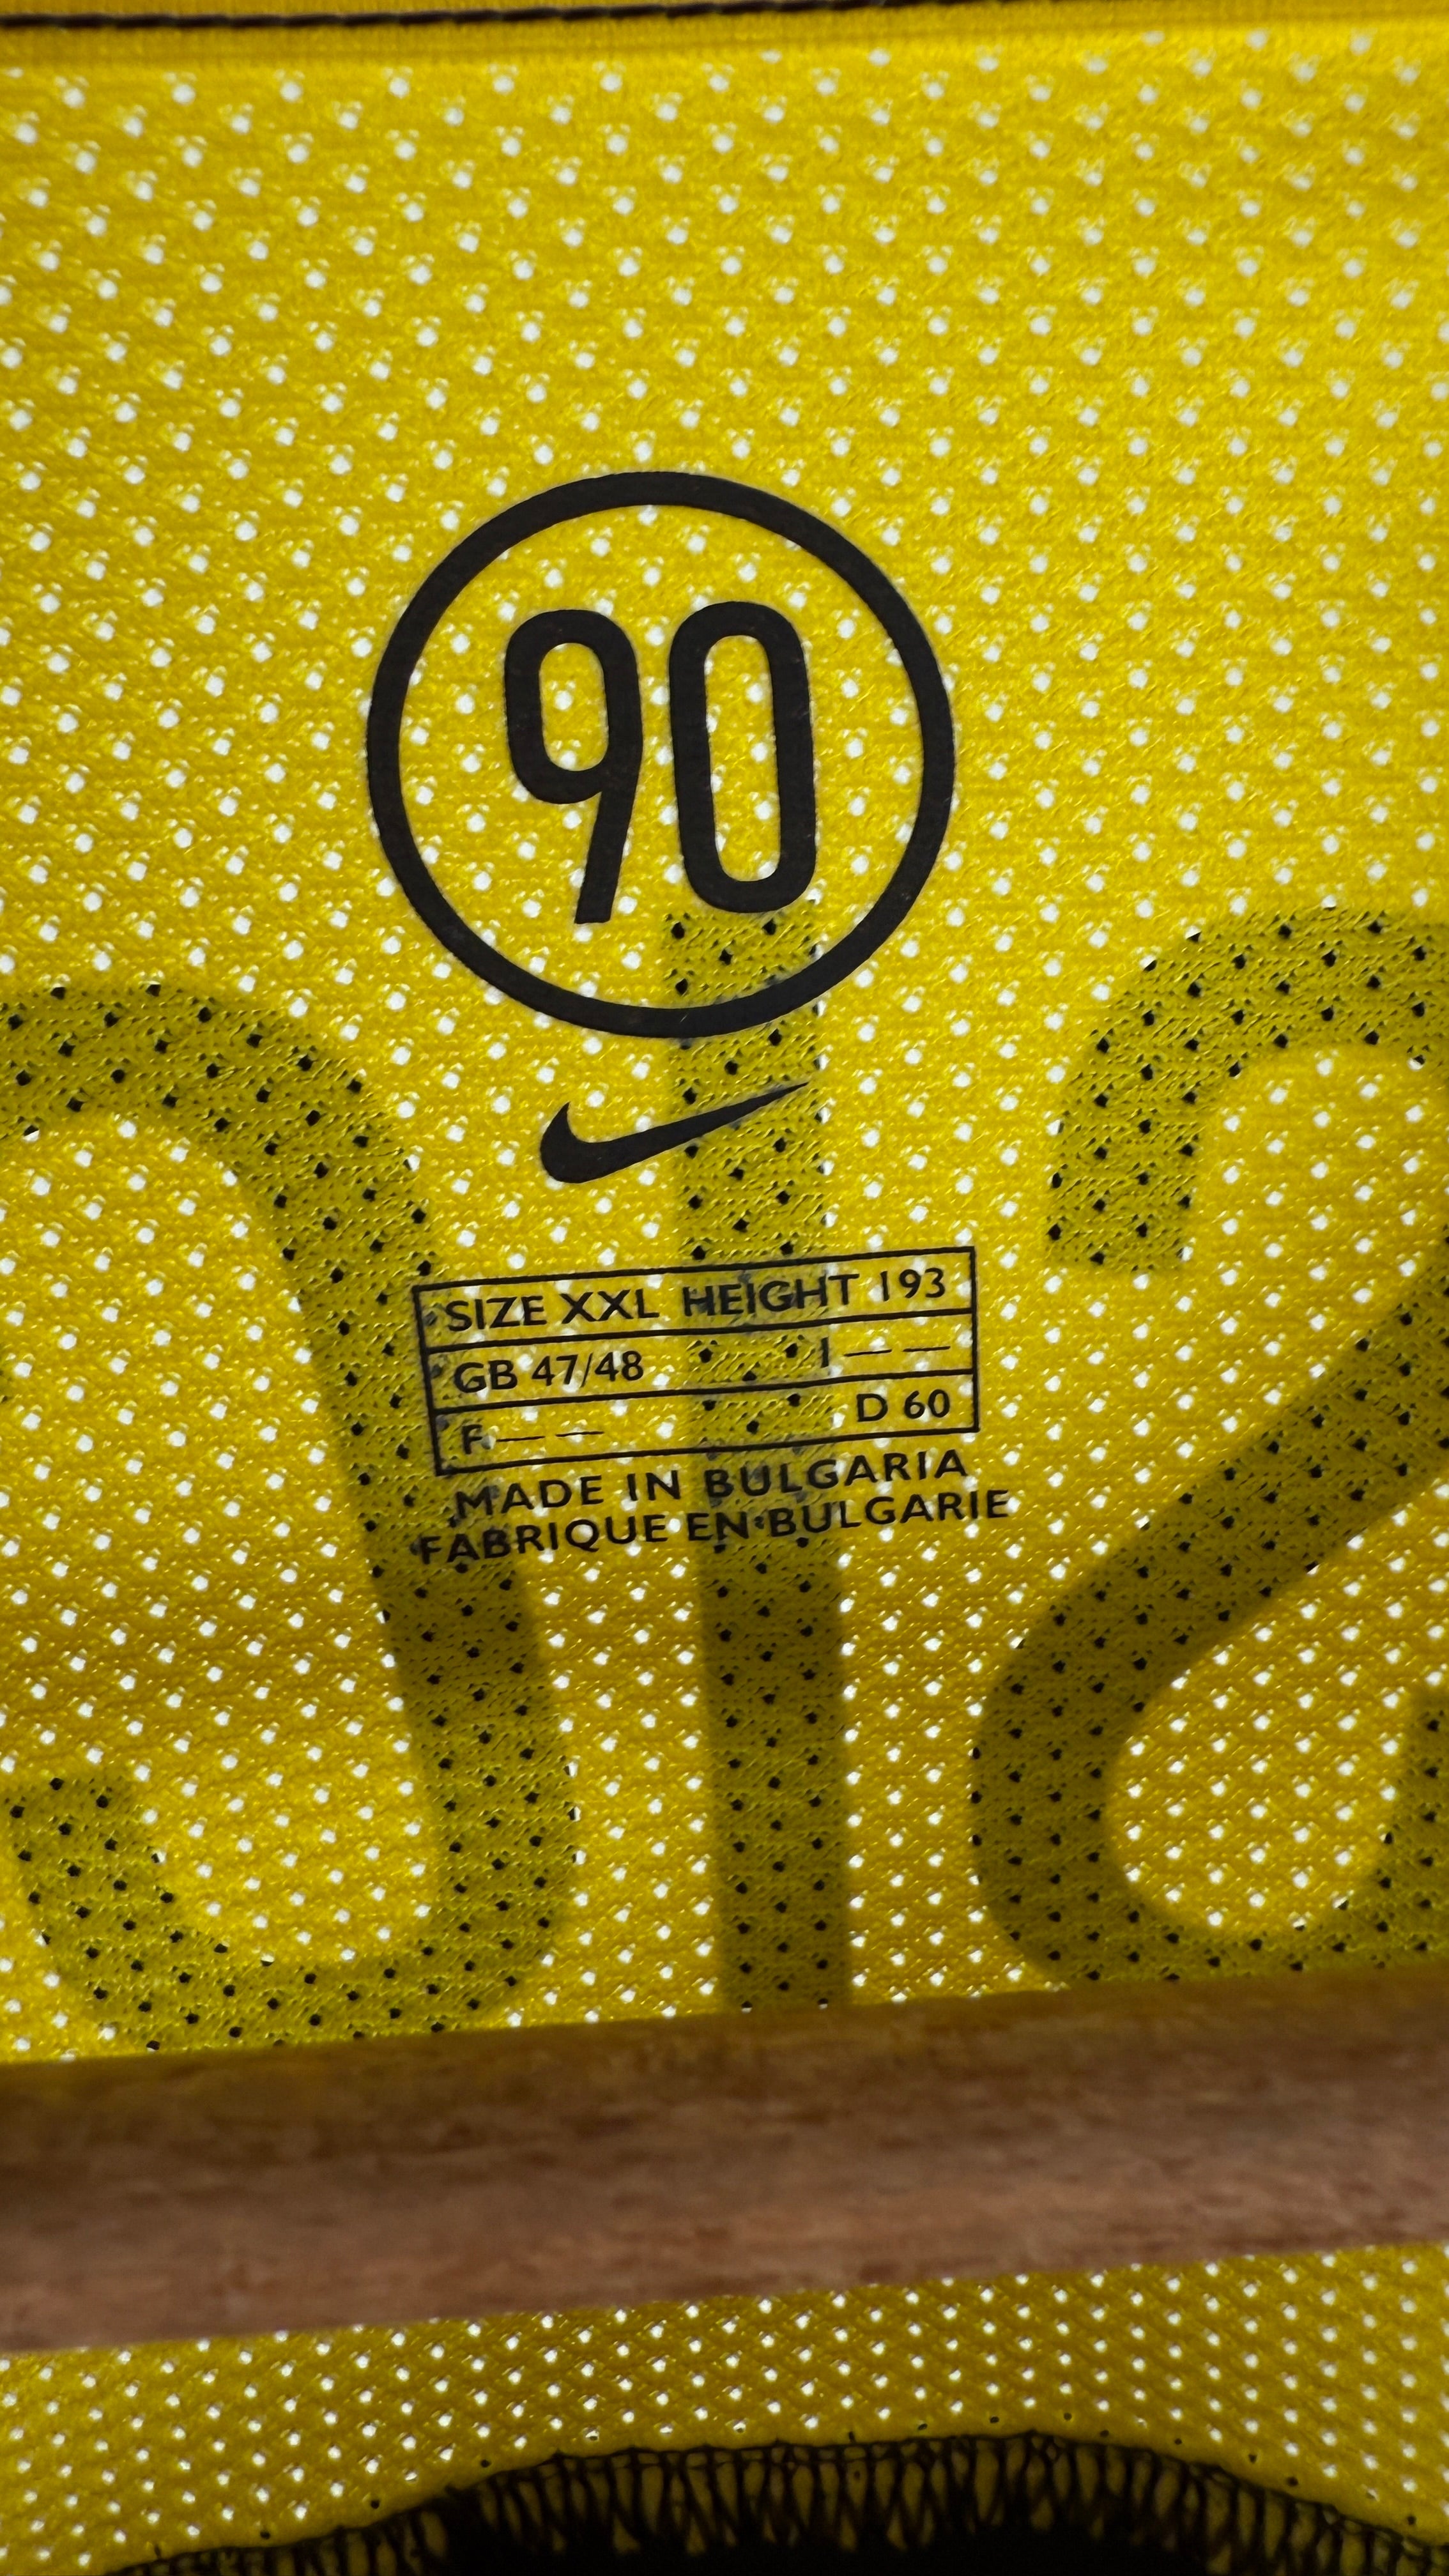 90
SIZE XXL HEIGHT 193
GB 47/48 I — —
F — — D 60
MADE IN BULGARIA
FABRIQUE EN BULGARIE